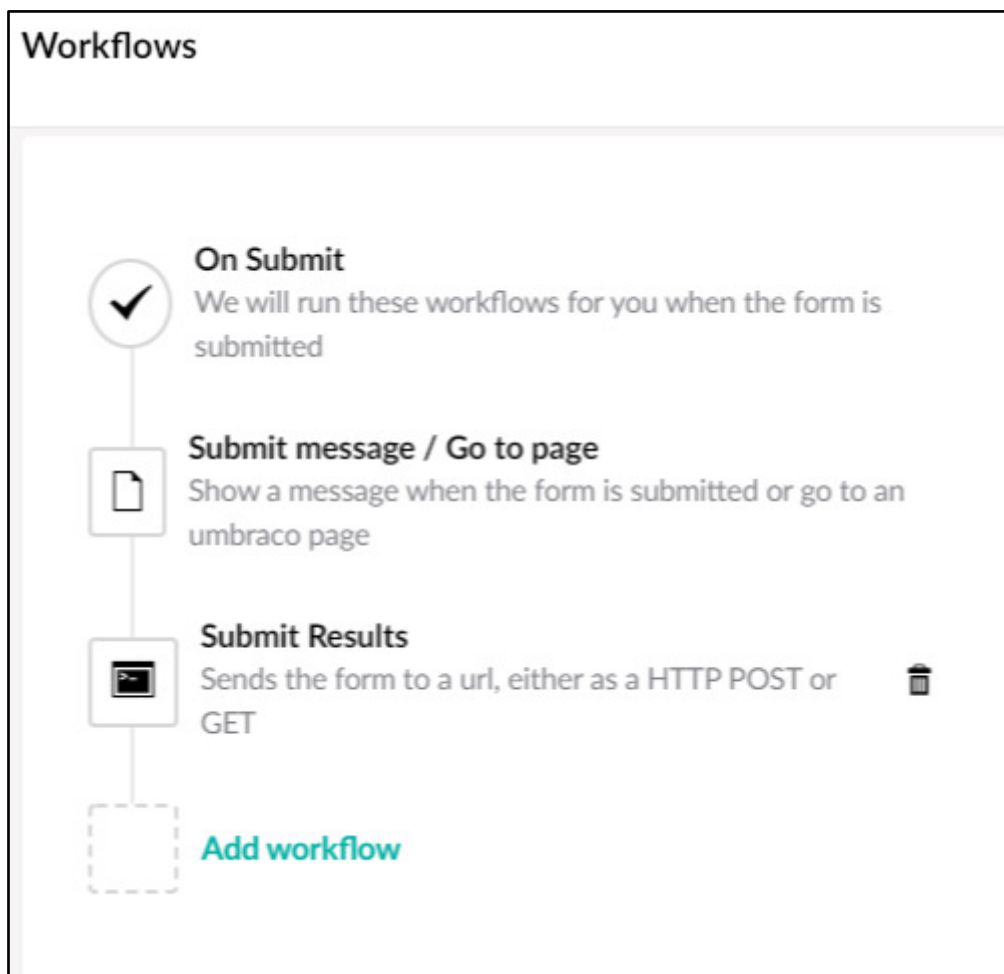 Workflows
On Submit
We will run these workflows for you when the form is
submitted
Submit message / Go to page
Show a message when the form is submitted or go to an
umbraco page
Submit Results
Sends the form to a url, either as a HTTP POST or
GET
Add workflow